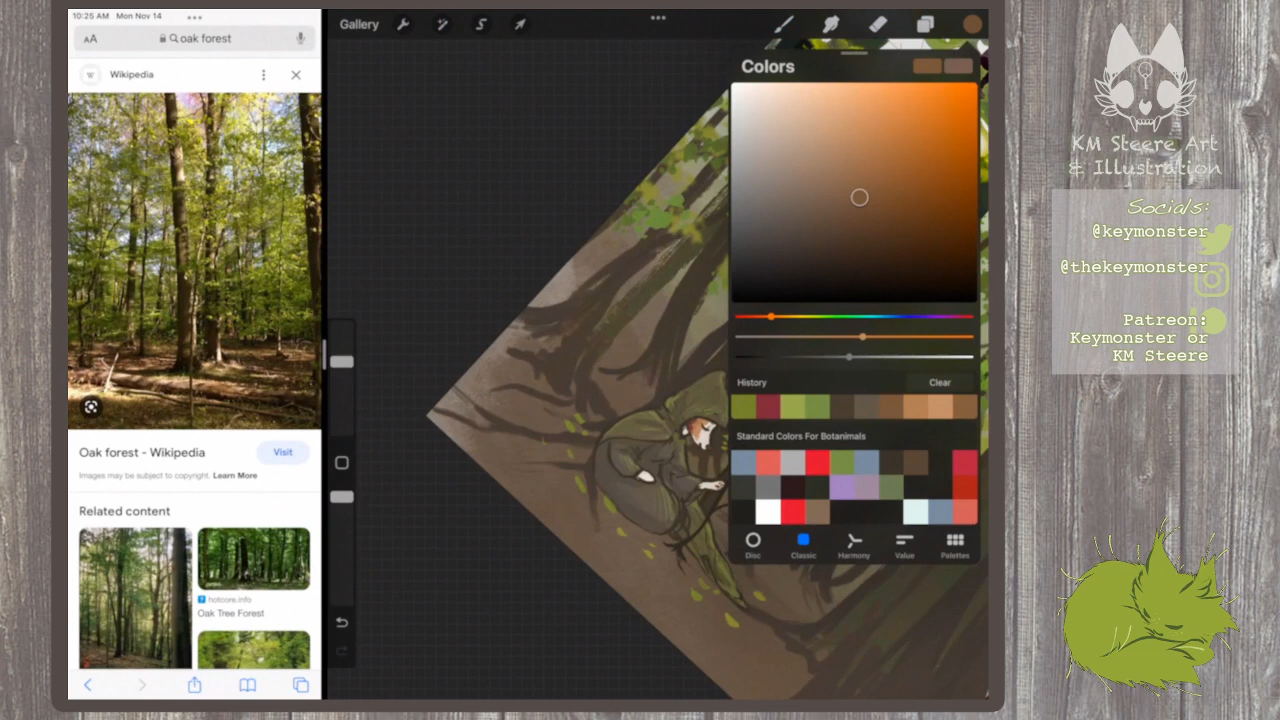 10:25 AM Mon Nov 14
AA
oak forest
Wikipedia
W
Oak forest - Wikipedia
Visit
Images may be subject to copyright. Learn More
Related content
hotcore.info
Oak Tree Forest
Gallery
Colors
History
Clear
Standard Colors For Botanimals
Disc
Classic
Harmony
Value
Palettes
KM Steere Art
& Illustration
Socials:
@keymonster
@thekeymonster
Patreon:
Keymonster or
KM Steere